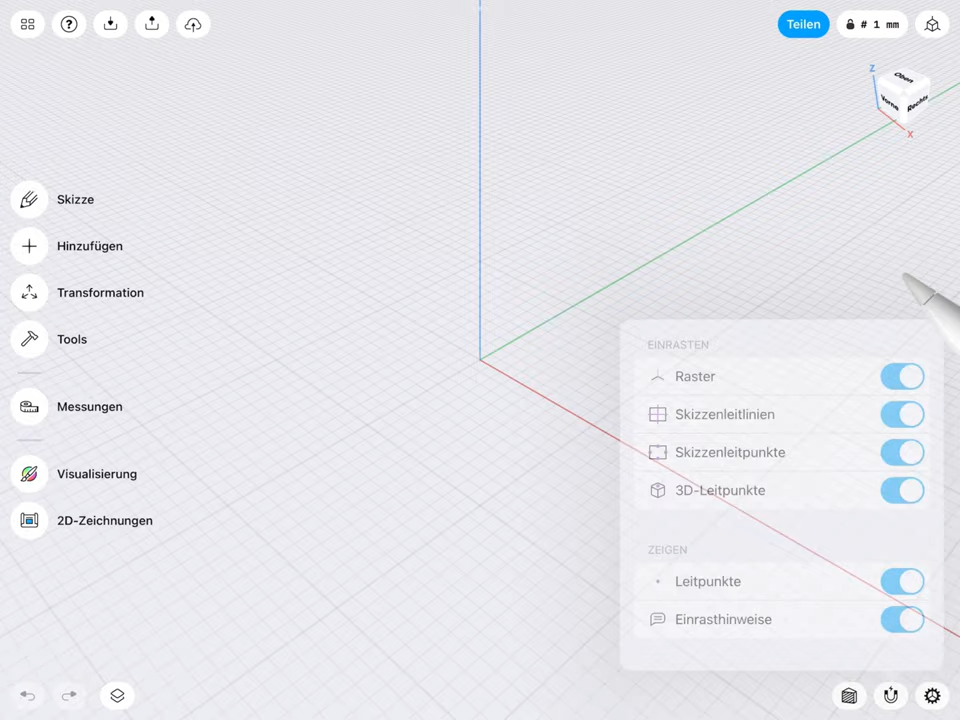 Teilen
# 1 mm
Z
Oben
Vorne
Rechts
X
Skizze
Hinzufügen
Transformation
Tools
Messungen
Visualisierung
2D-Zeichnungen
EINRASTEN
Raster
Skizzenleitlinien
Skizzenleitpunkte
3D-Leitpunkte
ZEIGEN
Leitpunkte
Einrasthinweise